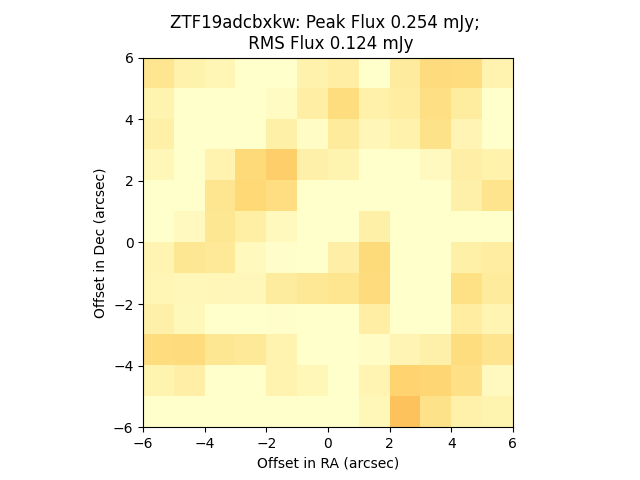 ZTF19adcbxkw: Peak Flux 0.254 mJy;
RMS Flux 0.124 mJy
6
4
2
0
−2
−4
−6
Offset in Dec (arcsec)
−6 −4 −2 0 2 4 6
Offset in RA (arcsec)